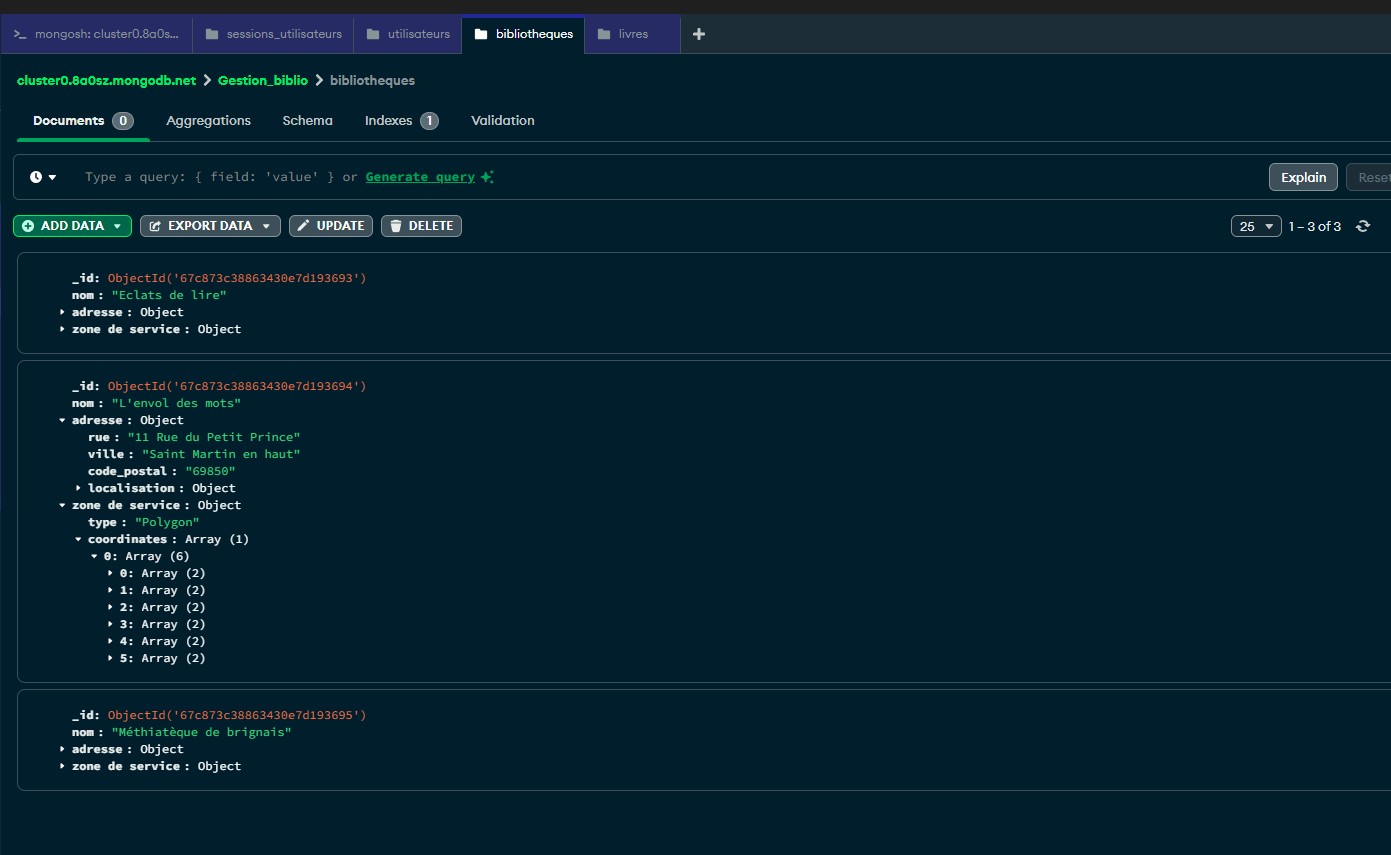 mongosh: cluster0.8a0s...
sessions_utilisateurs
utilisateurs
bibliotheques
livres
cluster0.8a0sz.mongodb.net > Gestion_biblio > bibliotheques
Documents 0 Aggregations Schema Indexes 1 Validation
Type a query: { field: 'value' } or Generate query
Explain Reset
ADD DATA EXPORT DATA UPDATE DELETE
25 1 – 3 of 3
_id: ObjectId('67c873c38863430e7d193693')
nom : "Eclats de lire"
adresse : Object
zone de service : Object
_id: ObjectId('67c873c38863430e7d193694')
nom : "L'envol des mots"
adresse : Object
rue : "11 Rue du Petit Prince"
ville : "Saint Martin en haut"
code_postal : "69850"
localisation : Object
zone de service : Object
type : "Polygon"
coordinates : Array (1)
0: Array (6)
0: Array (2)
1: Array (2)
2: Array (2)
3: Array (2)
4: Array (2)
5: Array (2)
_id: ObjectId('67c873c38863430e7d193695')
nom : "Méthiatèque de brignais"
adresse : Object
zone de service : Object